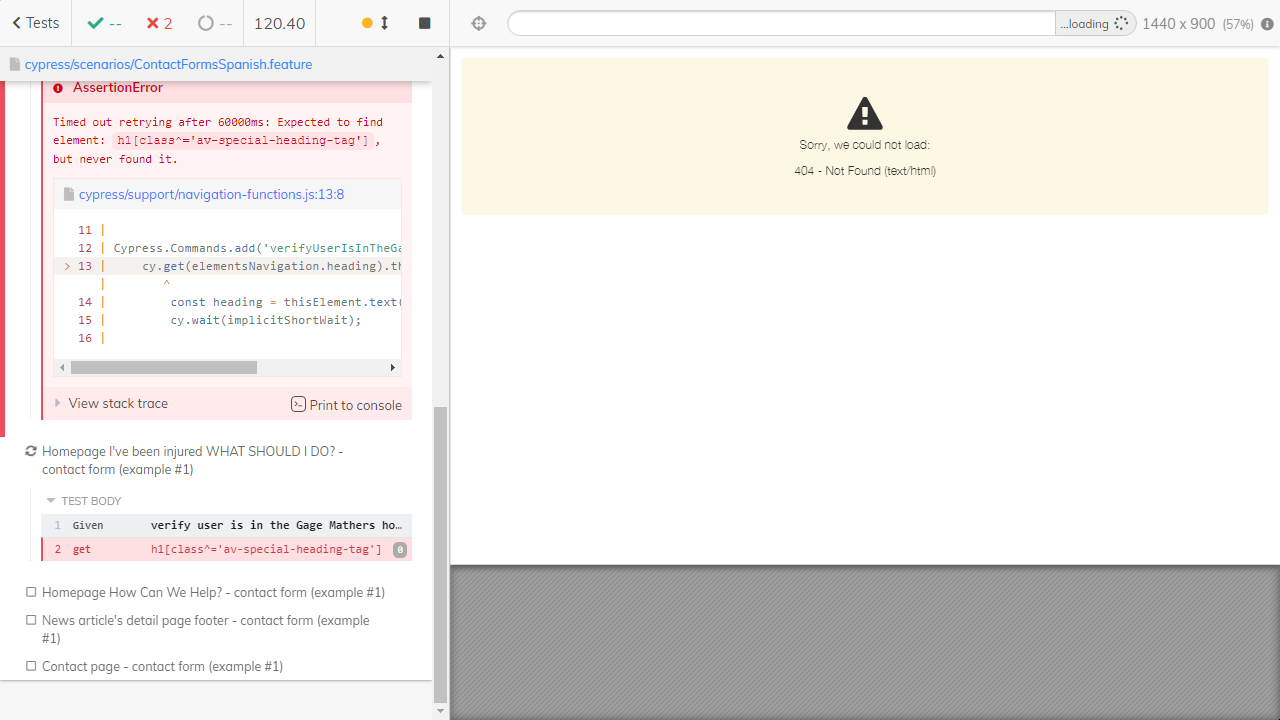 Tests
--
2
--
120.40
...loading
1440 x 900 (57%)
cypress/scenarios/ContactFormsSpanish.feature
AssertionError
Timed out retrying after 60000ms: Expected to find
element: h1[class^='av-special-heading-tag'],
but never found it.
cypress/support/navigation-functions.js:13:8
11 |
12 | Cypress.Commands.add('verifyUserIsInTheGa
> 13 | cy.get(elementsNavigation.heading).th
| ^
14 | const heading = thisElement.text(
15 | cy.wait(implicitShortWait);
16 |
View stack trace
Print to console
Homepage I've been injured WHAT SHOULD I DO? -
contact form (example #1)
TEST BODY
1 Given verify user is in the Gage Mathers ho…
2 get h1[class^='av-special-heading-tag'] 0
Homepage How Can We Help? - contact form (example #1)
News article's detail page footer - contact form (example
#1)
Contact page - contact form (example #1)
Sorry, we could not load:
404 - Not Found (text/html)